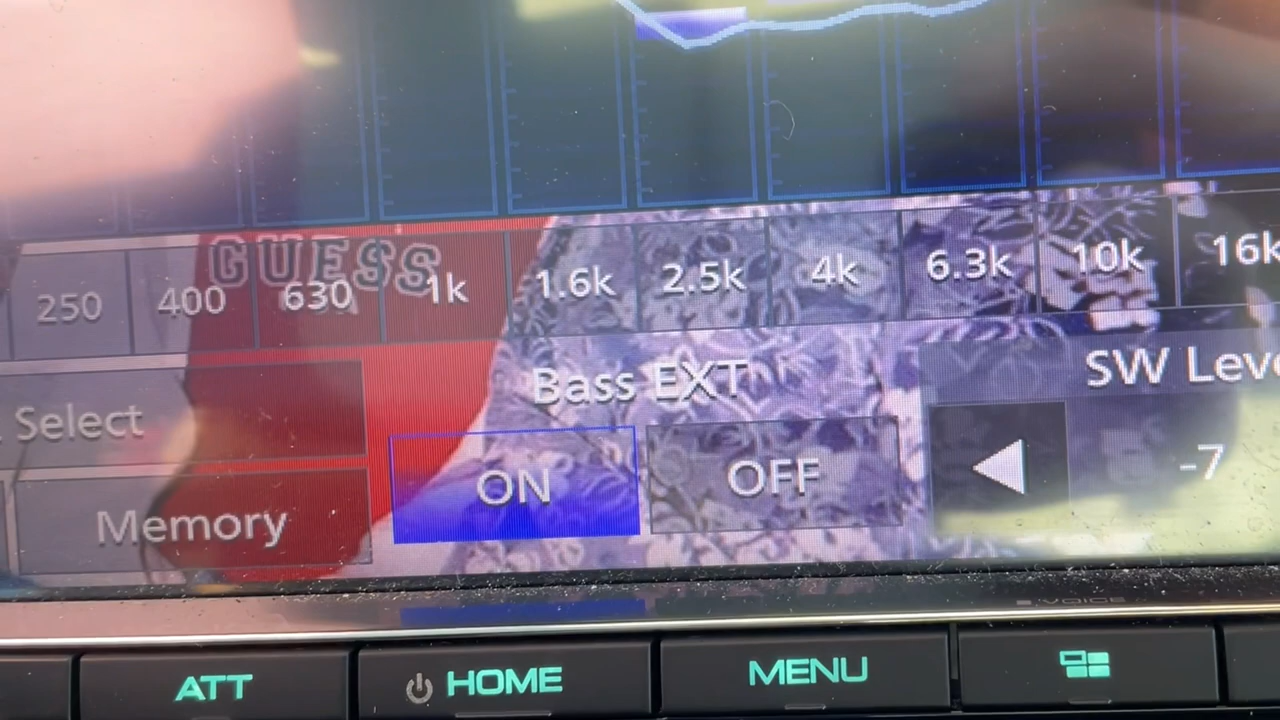 GUESS
250 400 630 1k 1.6k 2.5k 4k 6.3k 10k 16k
Select Bass EXT SW Leve
ON OFF ◀ -7
Memory
VOICE
ATT HOME MENU